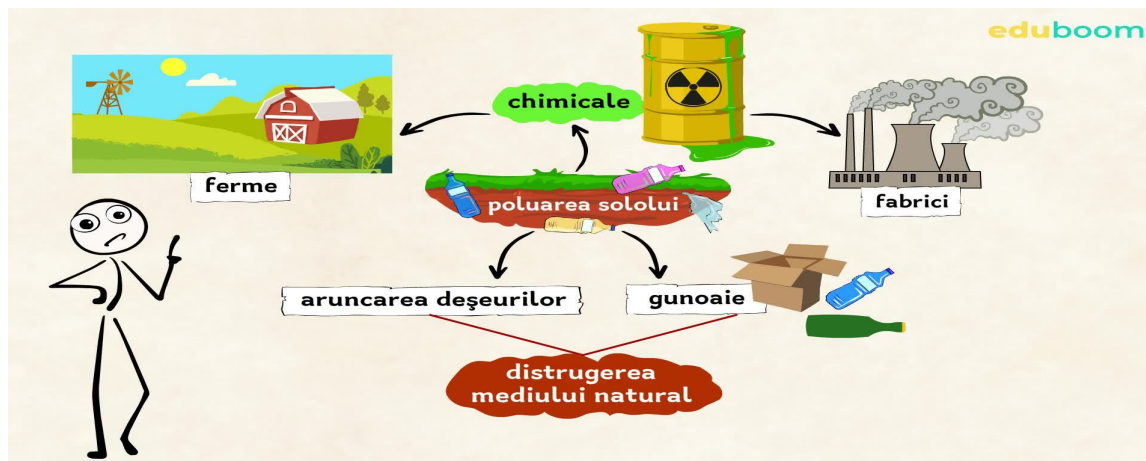 eduboom
chimicale
ferme
poluarea solului
fabrici
aruncarea deşeurilor
gunoaie
distrugerea
mediului natural